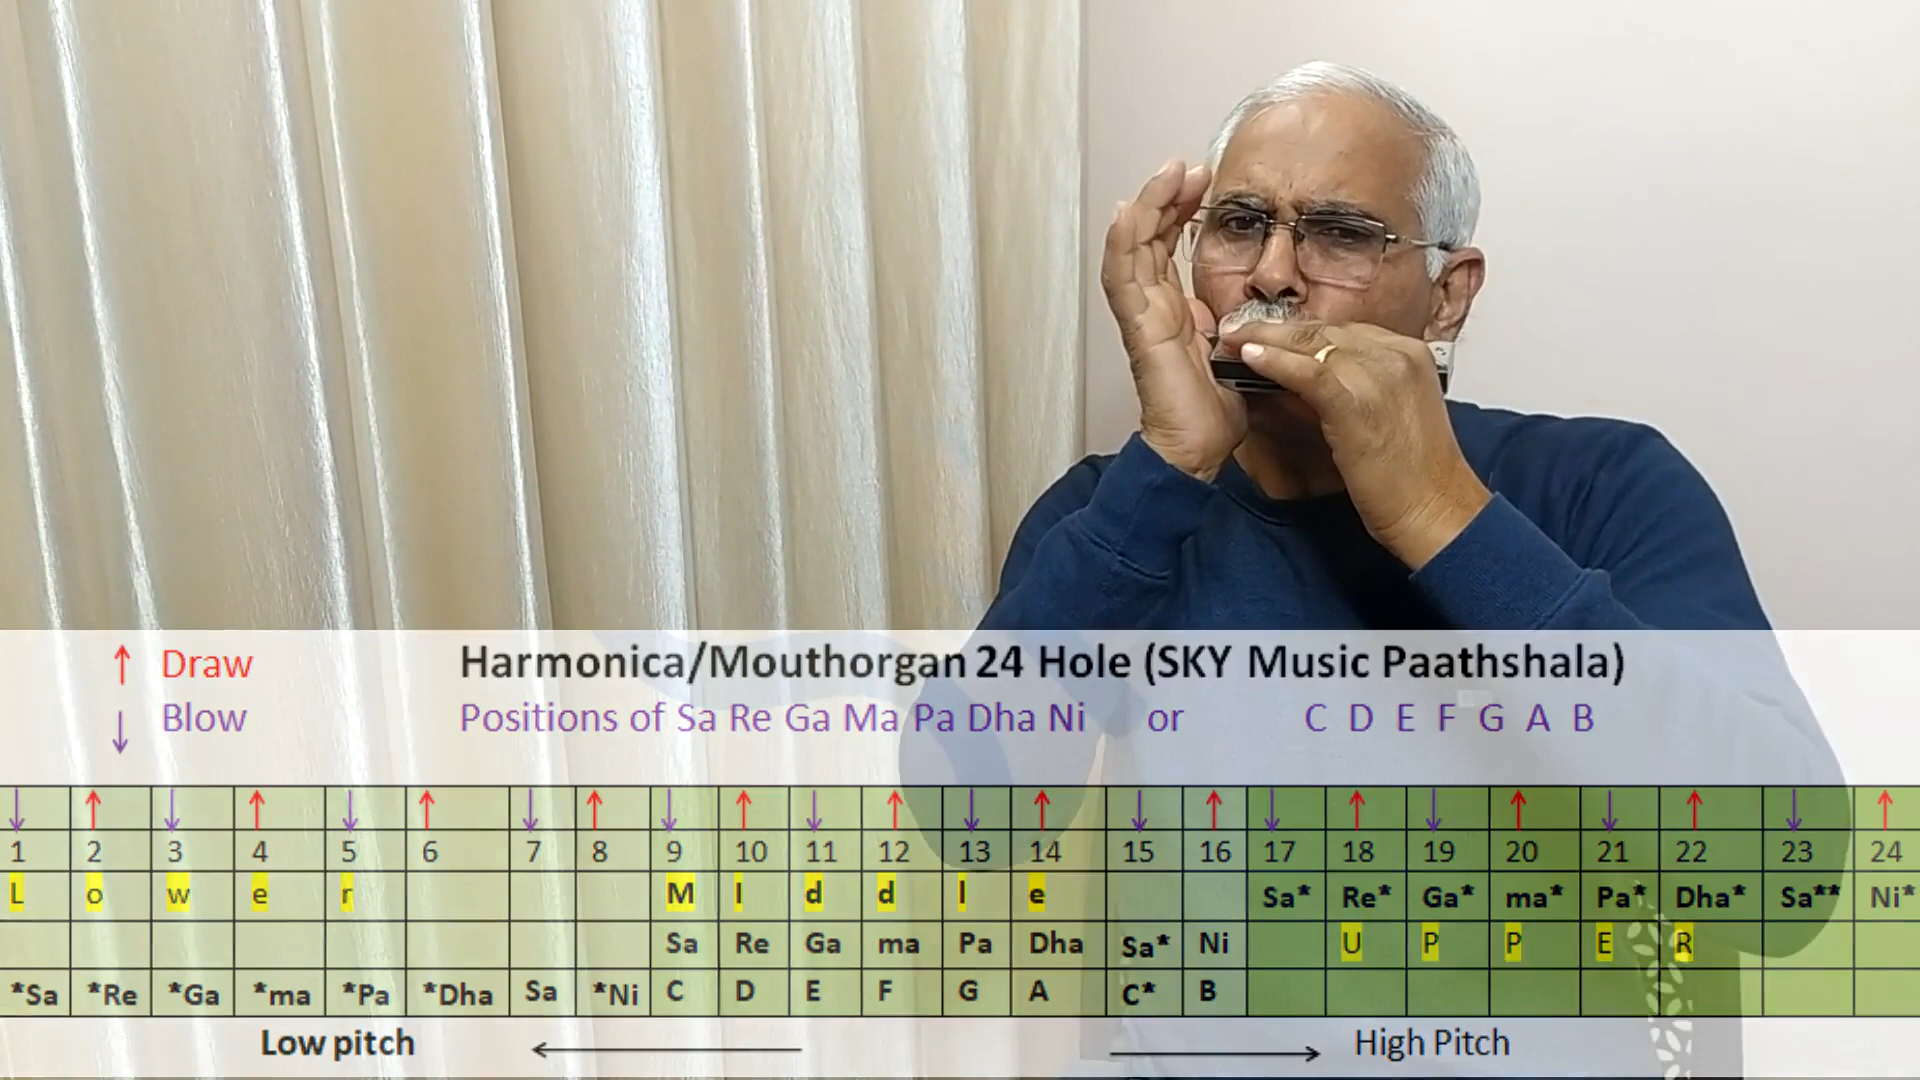 ↑ Draw Harmonica/Mouthorgan 24 Hole (SKY Music Paathshala)
↓ Blow Positions of Sa Re Ga Ma Pa Dha Ni or C D E F G A B
↓ ↑ ↓ ↑ ↓ ↑ ↓ ↑ ↓ ↑ ↓ ↑ ↓ ↑ ↓ ↑ ↓ ↑ ↓ ↑ ↓ ↑ ↓ ↑
1 2 3 4 5 6 7 8 9 10 11 12 13 14 15 16 17 18 19 20 21 22 23 24
L o w e r M I d d l e Sa* Re* Ga* ma* Pa* Dha* Sa** Ni*
Sa Re Ga ma Pa Dha Sa* Ni U P P E R
*Sa *Re *Ga *ma *Pa *Dha Sa *Ni C D E F G A C* B
Low pitch ← → High Pitch